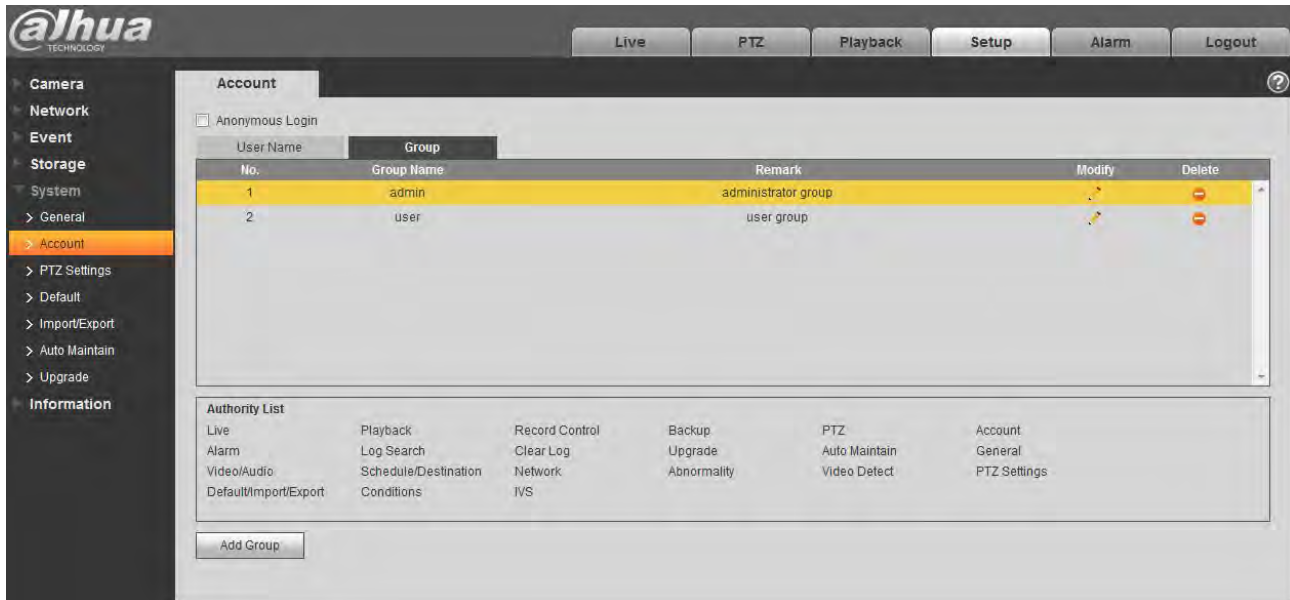 alhua
TECHNOLOGY
Live PTZ Playback Setup Alarm Logout
Camera
Network
Event
Storage
System
> General
> Account
> PTZ Settings
> Default
> Import/Export
> Auto Maintain
> Upgrade
Information
Account
?
Anonymous Login
User Name Group
No. Group Name Remark Modify Delete
1 admin administrator group
2 user user group
Authority List
Live Playback Record Control Backup PTZ Account
Alarm Log Search Clear Log Upgrade Auto Maintain General
Video/Audio Schedule/Destination Network Abnormality Video Detect PTZ Settings
Default/Import/Export Conditions IVS
Add Group